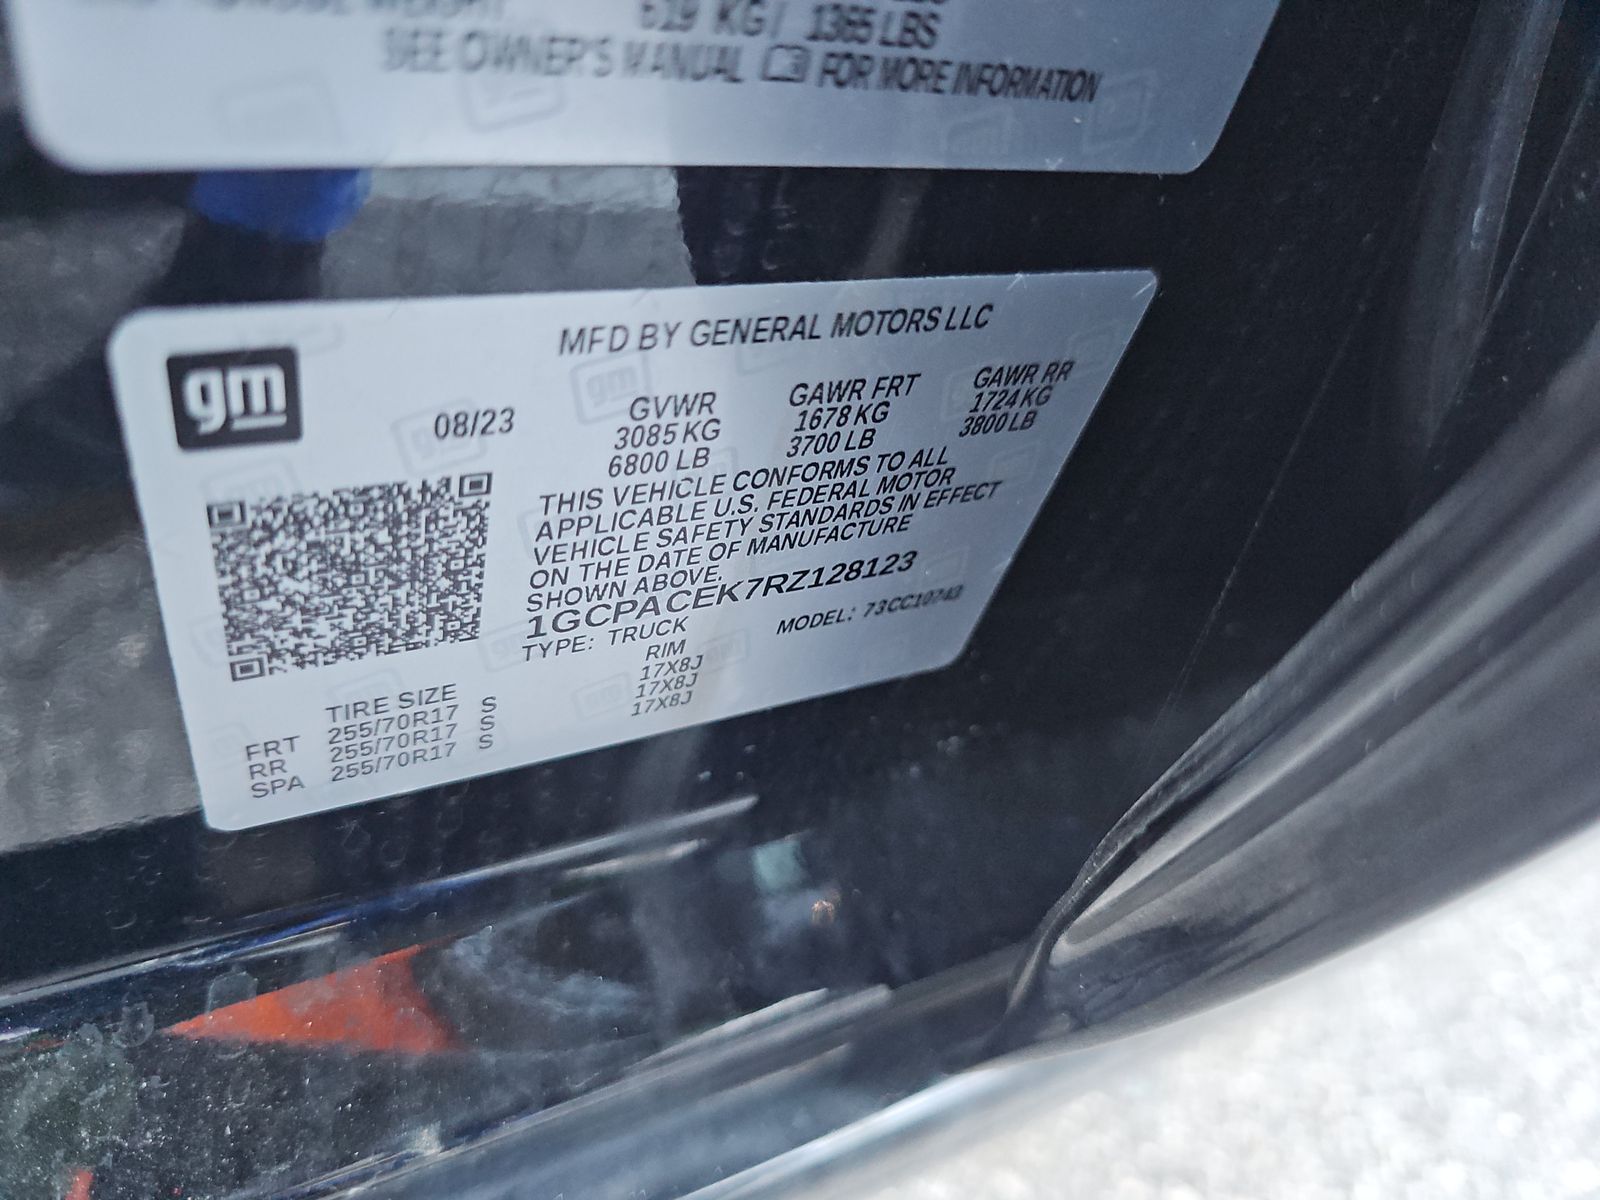 619 KG / 1365 LBS
SEE OWNER'S MANUAL FOR MORE INFORMATION
MFD BY GENERAL MOTORS LLC
gm
08/23 GVWR GAWR FRT GAWR RR
3085 KG 1678 KG 1724 KG
6800 LB 3700 LB 3800 LB
THIS VEHICLE CONFORMS TO ALL
APPLICABLE U.S. FEDERAL MOTOR
VEHICLE SAFETY STANDARDS IN EFFECT
ON THE DATE OF MANUFACTURE
SHOWN ABOVE.
1GCPACEK7RZ128123
TYPE: TRUCK MODEL: 73CC10743
TIRE SIZE RIM
FRT 255/70R17 S 17X8J
RR 255/70R17 S 17X8J
SPA 255/70R17 S 17X8J